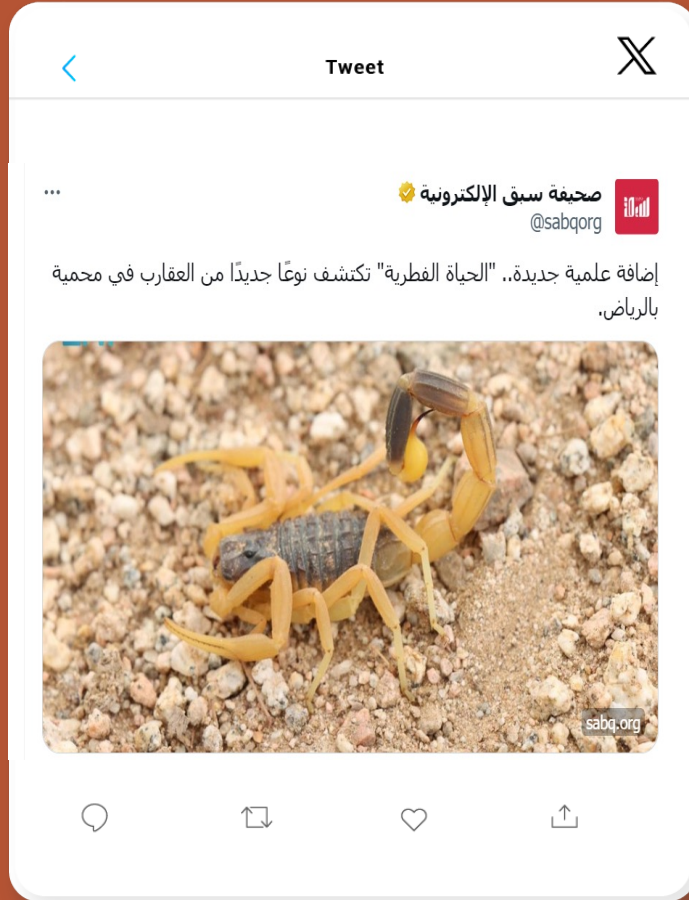 Tweet
صحيفة سبق الإلكترونية
@sabqorg
إضافة علمية جديدة.. "الحياة الفطرية" تكتشف نوعًا جديدًا من العقارب في محمية
بالرياض.
sabq.org